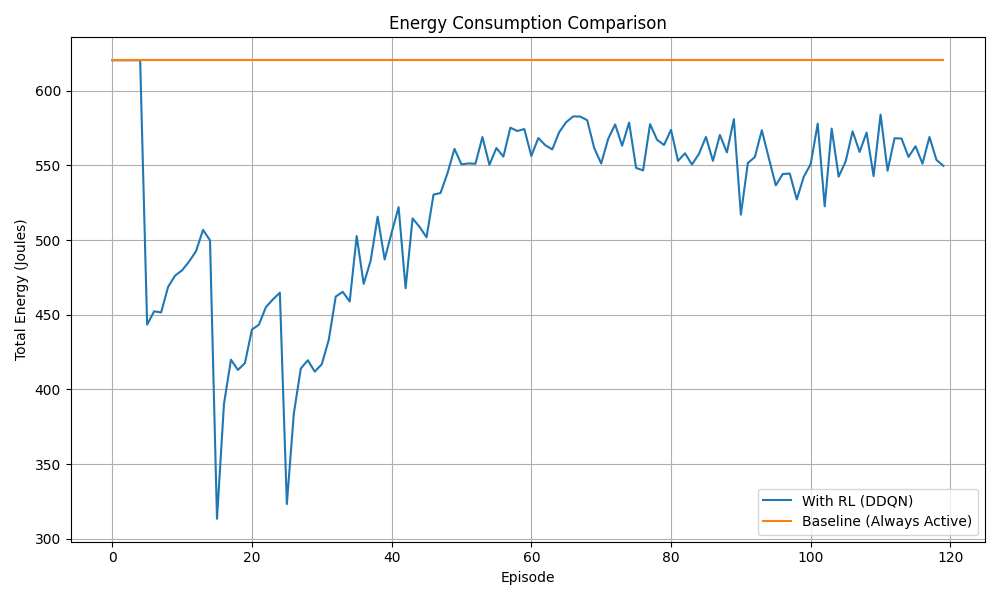 Energy Consumption Comparison
Total Energy (Joules)
600
550
500
450
400
350
300
0 20 40 60 80 100 120
Episode
With RL (DDQN)
Baseline (Always Active)